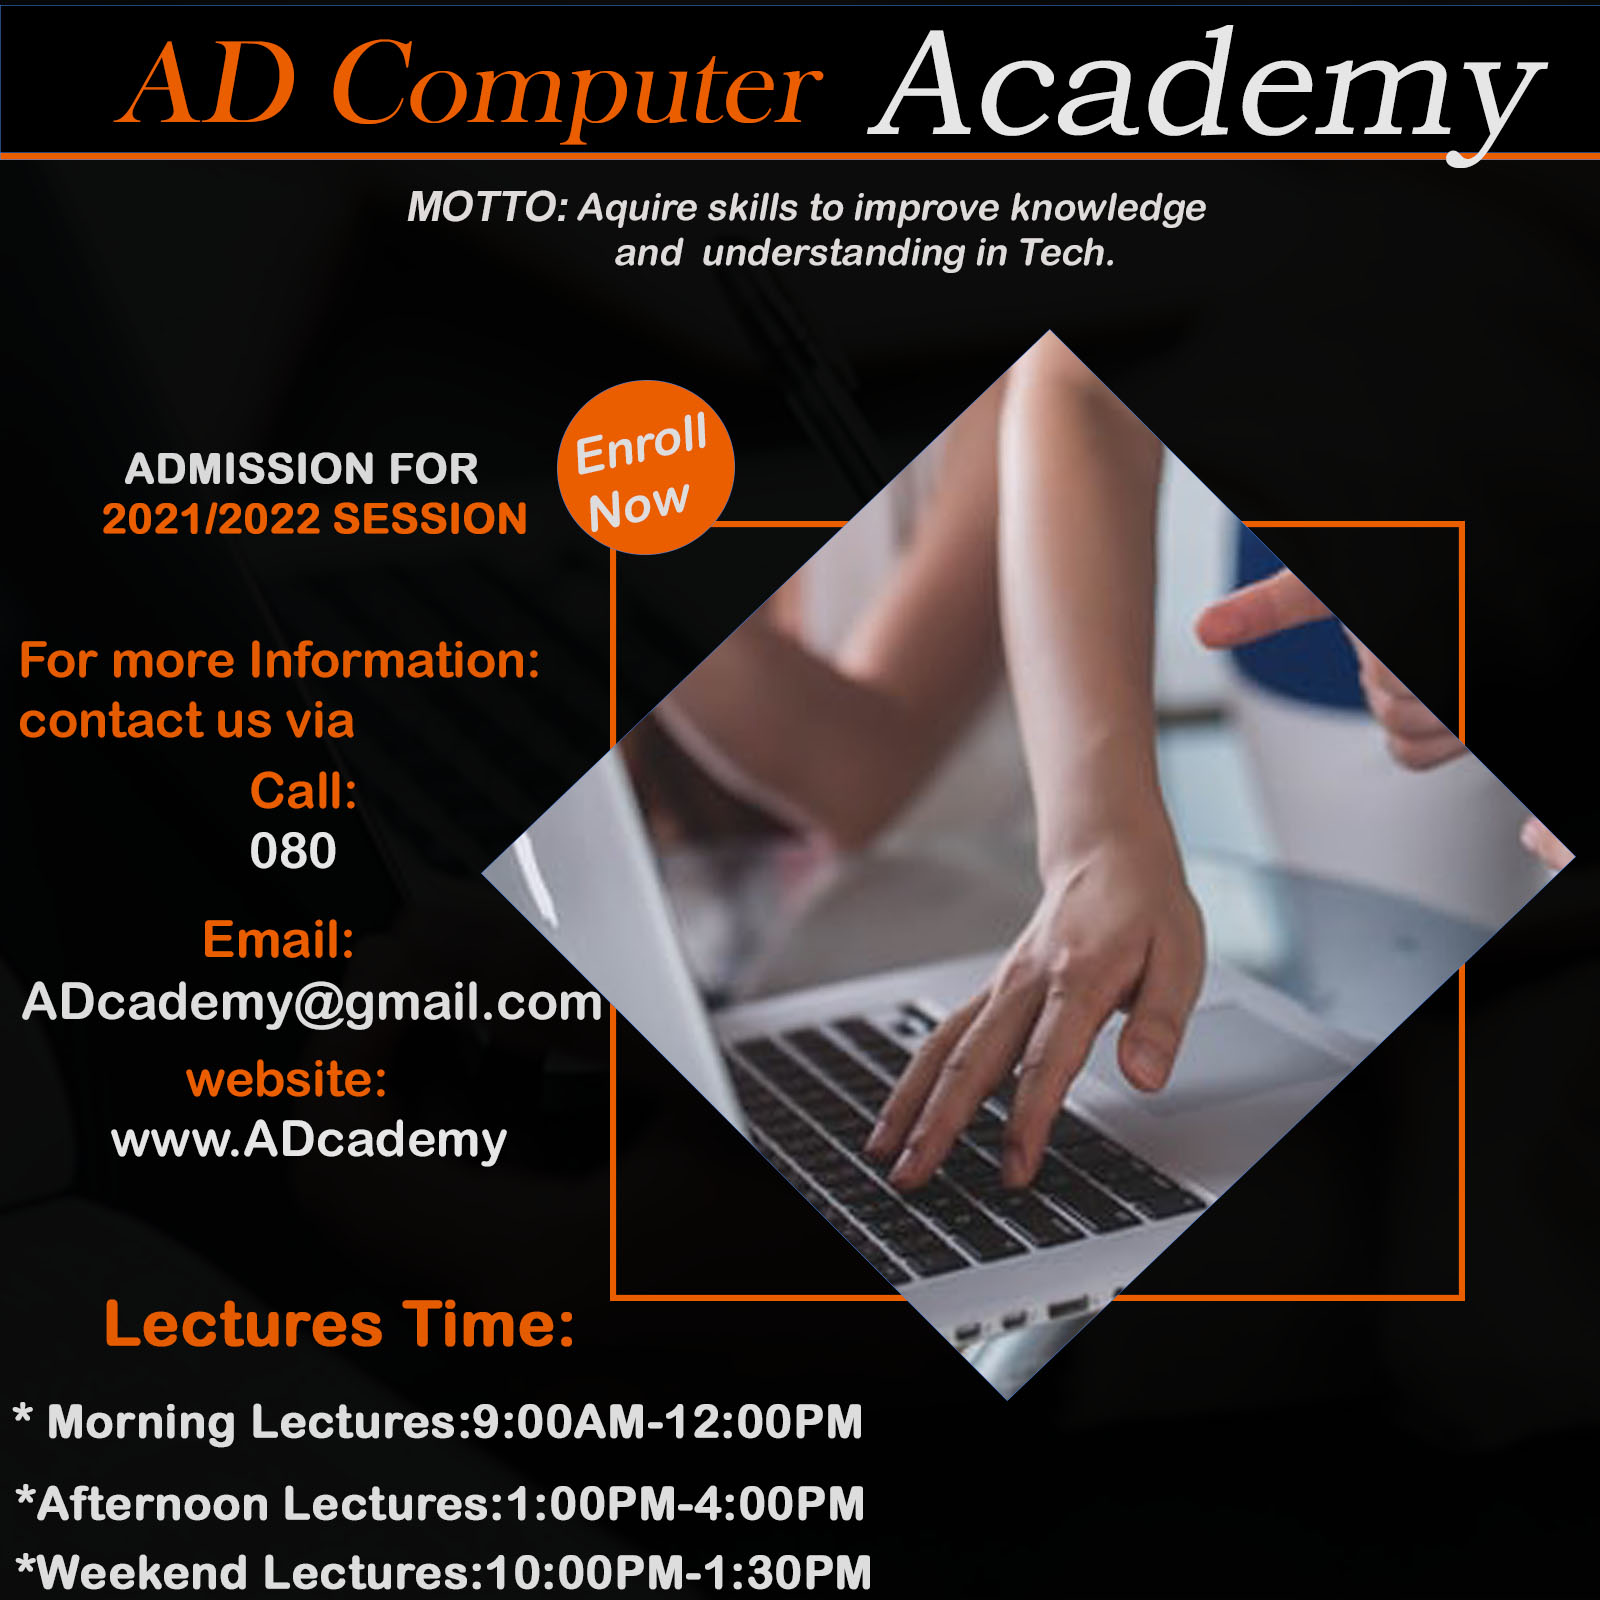 AD Computer Academy
MOTTO: Aquire skills to improve knowledge
and understanding in Tech.
Enroll
Now
ADMISSION FOR
2021/2022 SESSION
For more Information:
contact us via
Call:
080
Email:
ADcademy@gmail.com
website:
www.ADcademy
Lectures Time:
* Morning Lectures:9:00AM-12:00PM
*Afternoon Lectures:1:00PM-4:00PM
*Weekend Lectures:10:00PM-1:30PM